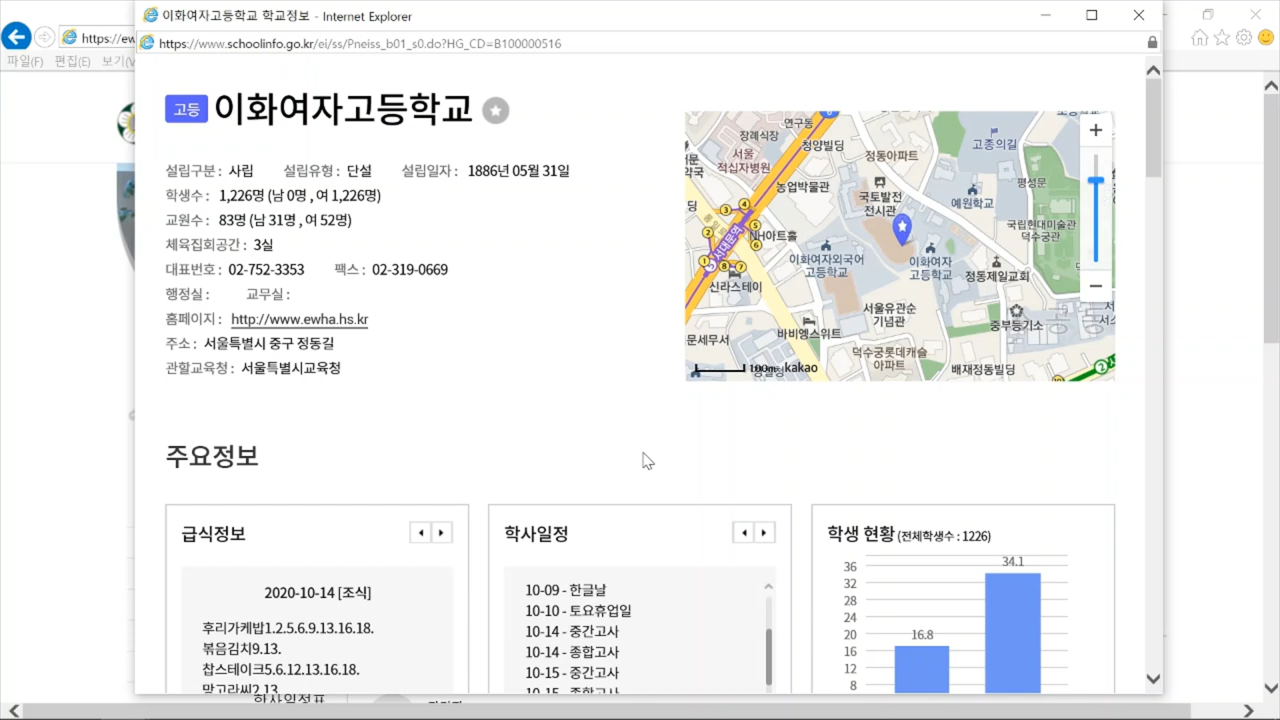 이화여자고등학교 학교정보 - Internet Explorer
https://ew
https://www.schoolinfo.go.kr/ei/ss/Pneiss_b01_s0.do?HG_CD=B100000516
파일(F) 편집(E) 보기(V
고등 이화여자고등학교
설립구분 : 사립 설립유형 : 단설 설립일자 : 1886년 05월 31일
학생수 : 1,226명 (남 0명 , 여 1,226명)
교원수 : 83명 (남 31명 , 여 52명)
체육집회공간 : 3실
대표번호 : 02-752-3353 팩스 : 02-319-0669
행정실 : 교무실 :
홈페이지 : http://www.ewha.hs.kr
주소 : 서울특별시 중구 정동길
관할교육청 : 서울특별시교육청
연구동
장례식장
청양빌딩
고종의길
서울
적십자병원
정동아파트
농업박물관
평성문
국토발전
전시관
예원학교
NH아트홀
서대문역
국립현대미술관
덕수궁관
이화여자외국어
고등학교
이화여자
고등학교
정동제일교회
신라스테이
서울유관순
기념관
중부등기소
바비엥스위트
문세무서
덕수궁롯데캐슬
아파트
배재정동빌딩
100m
kakao
주요정보
급식정보
2020-10-14 [조식]
후리가케밥1.2.5.6.9.13.16.18.
볶음김치9.13.
찹스테이크5.6.12.13.16.18.
맛고라씨2.13.
학사일정
10-09 - 한글날
10-10 - 토요휴업일
10-14 - 중간고사
10-14 - 종합고사
10-15 - 중간고사
10-15 - 종합고사
학생 현황 (전체학생수 : 1226)
36
32
28
24
20
16
12
8
16.8
34.1
학사일정표